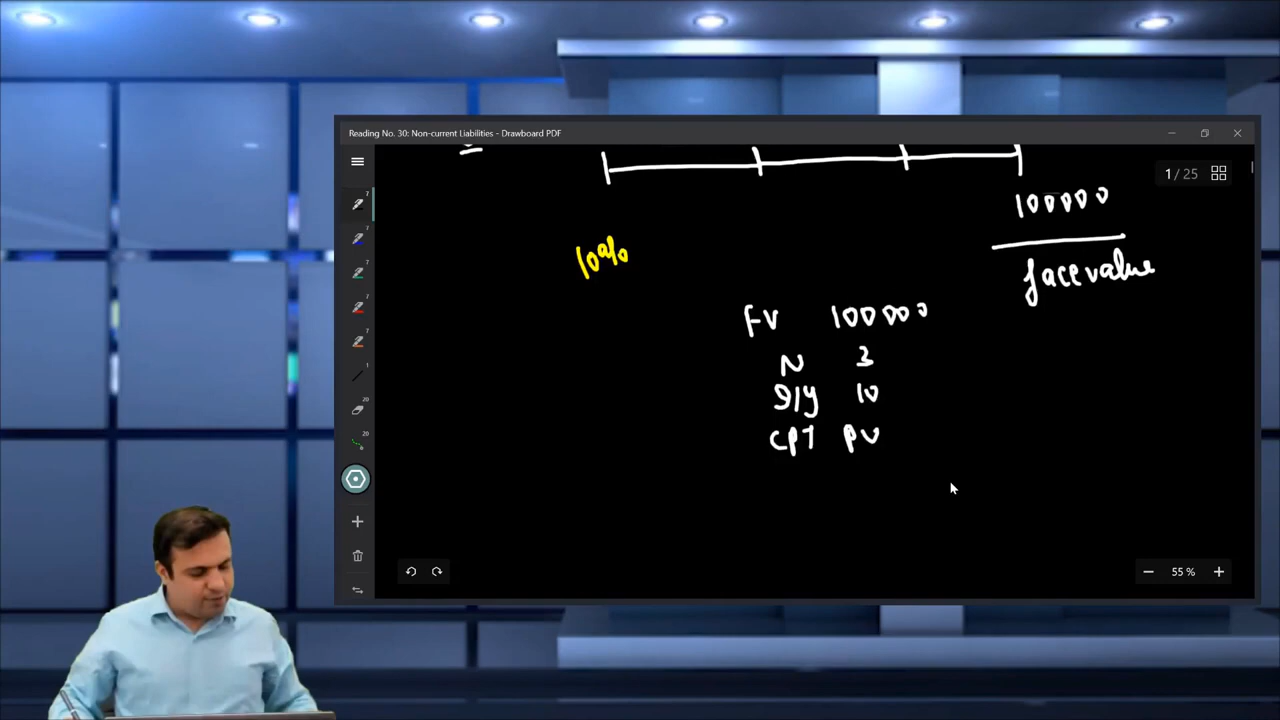 Reading No. 30: Non-current Liabilities - Drawboard PDF
1 / 25
100000
face value
10%
FV 100000
N 3
I/Y 10
CPT PV
55 %